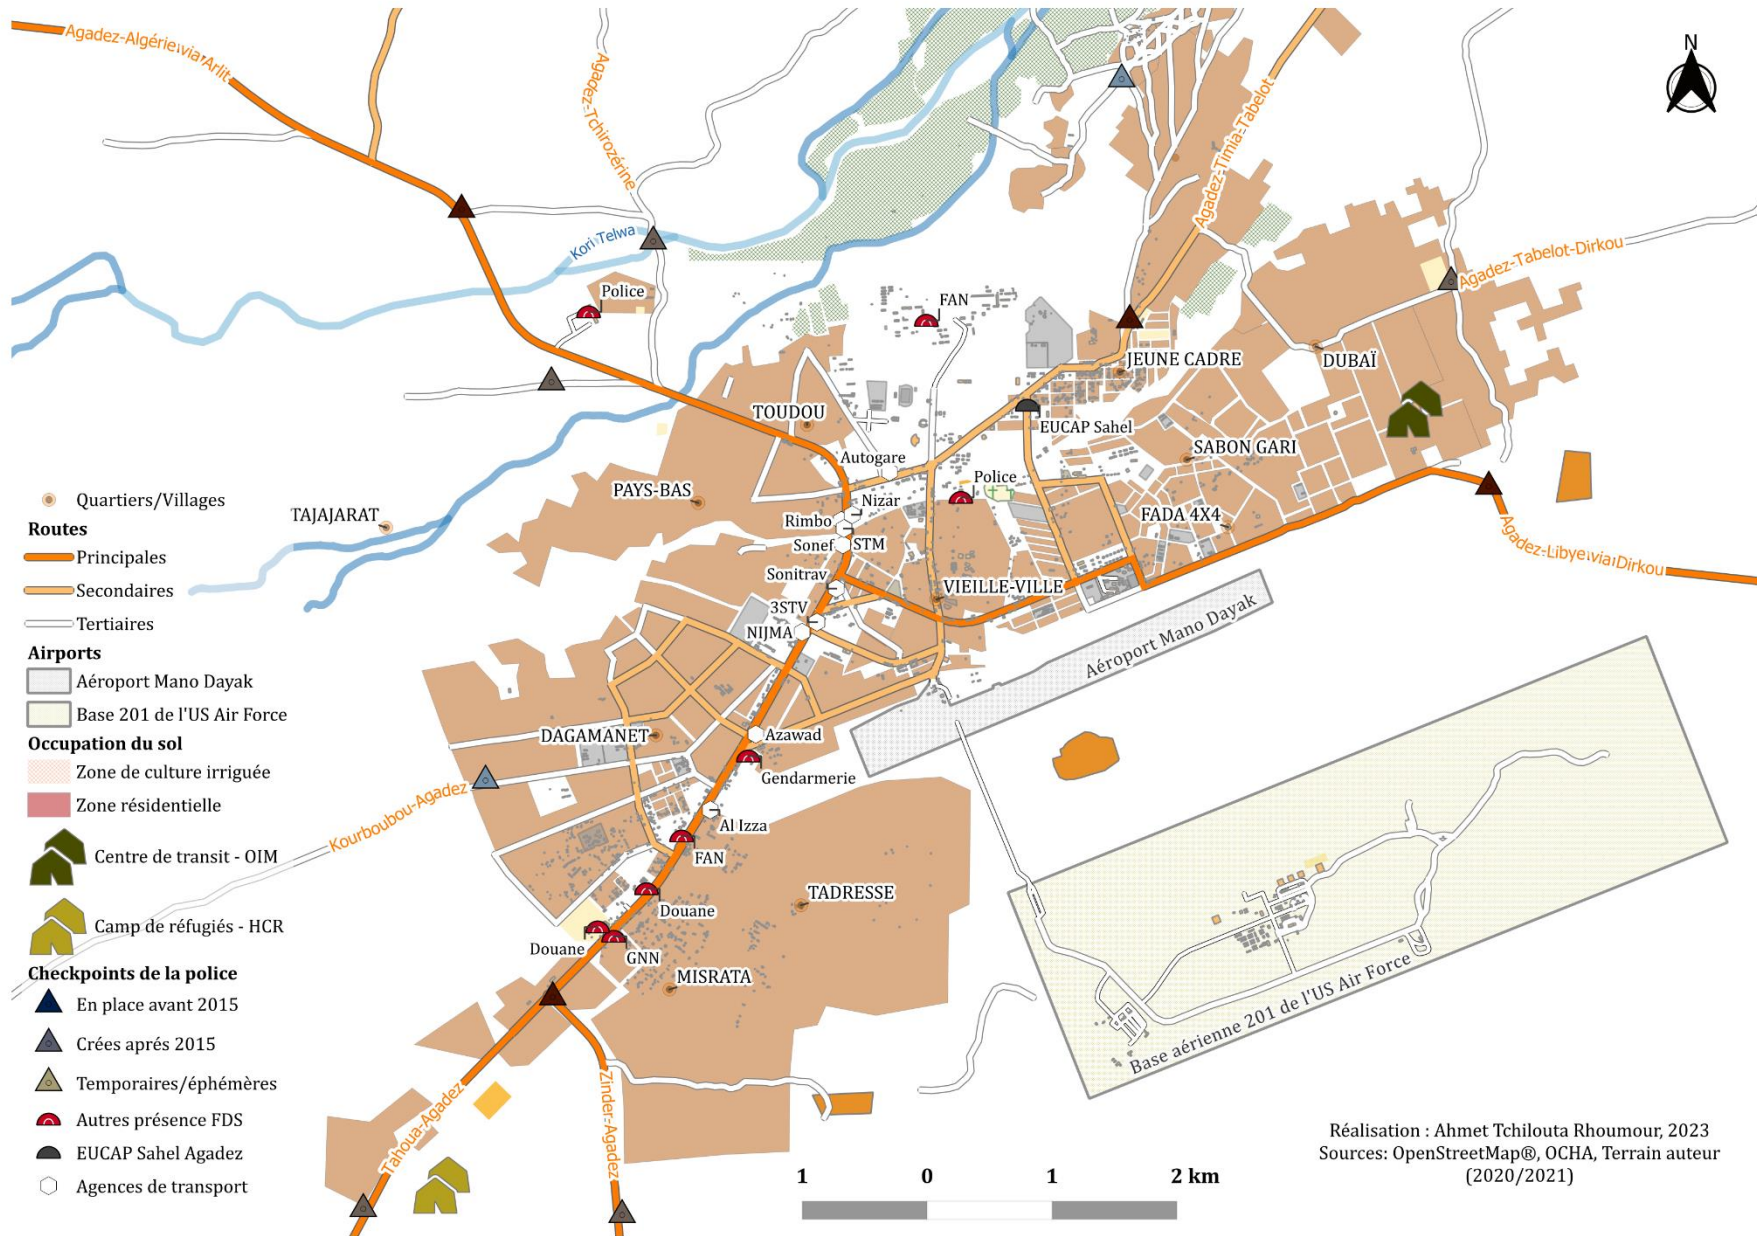 N
Agadez-Algérie via Arlit
Agadez-Tchirozérine
Agadez-Timia-Tabelot
Kori Telwa
Agadez-Tabelot-Dirkou
Police
FAN
JEUNE CADRE
DUBAÏ
TOUDOU
EUCAP Sahel
SABON GARI
Autogare
Police
PAYS-BAS
Nizar
TAJAJARAT
Rimbo
FADA 4X4
Sonef
STM
Agadez-Libye via Dirkou
Sonitrav
VIEILLE-VILLE
3STV
NIJMA
Aéroport Mano Dayak
DAGAMANET
Azawad
Gendarmerie
Kourboubou-Agadez
Al Izza
FAN
TADRESSE
Douane
Douane
GNN
MISRATA
Base aérienne 201 de l'US Air Force
Tahoua-Agadez
Zinder-Agadez
Quartiers/Villages
Routes
Principales
Secondaires
Tertiaires
Airports
Aéroport Mano Dayak
Base 201 de l'US Air Force
Occupation du sol
Zone de culture irriguée
Zone résidentielle
Centre de transit - OIM
Camp de réfugiés - HCR
Checkpoints de la police
En place avant 2015
Crées aprés 2015
Temporaires/éphémères
Autres présence FDS
EUCAP Sahel Agadez
Agences de transport
1 0 1 2 km
Réalisation : Ahmet Tchilouta Rhoumour, 2023
Sources: OpenStreetMap®, OCHA, Terrain auteur
(2020/2021)